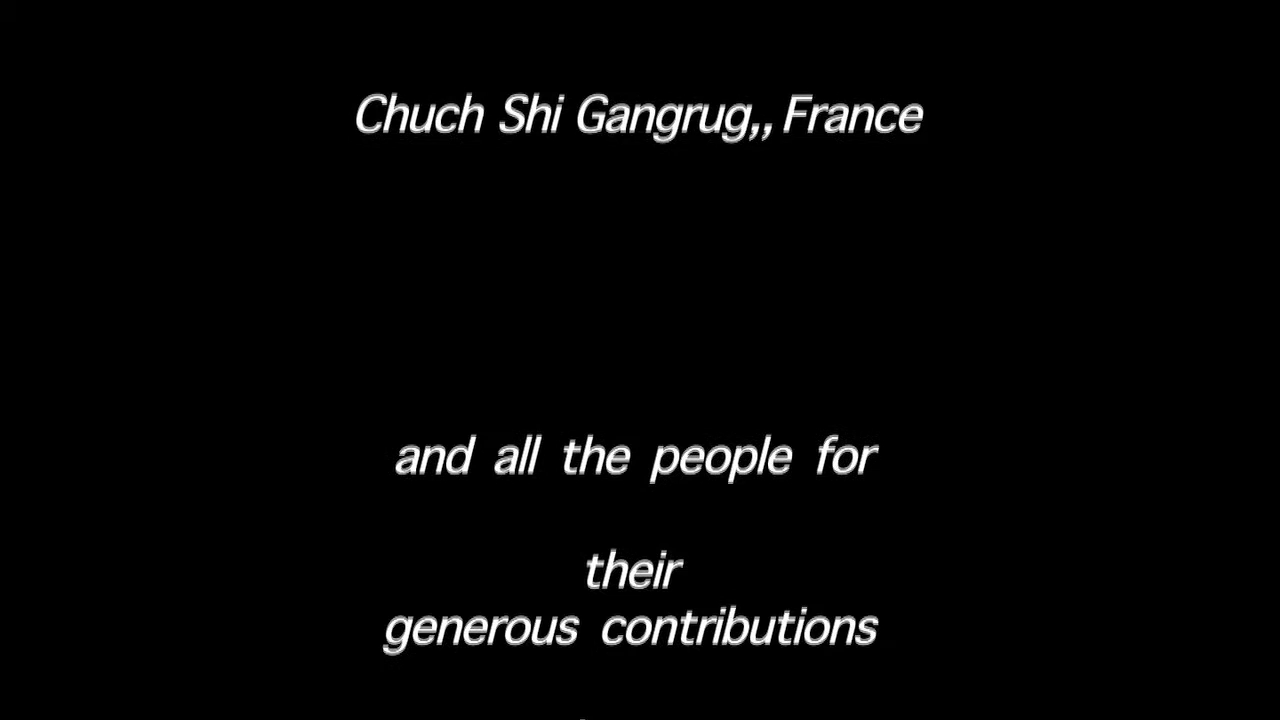 Chuch Shi Gangrug,, France
and all the people for
their
generous contributions